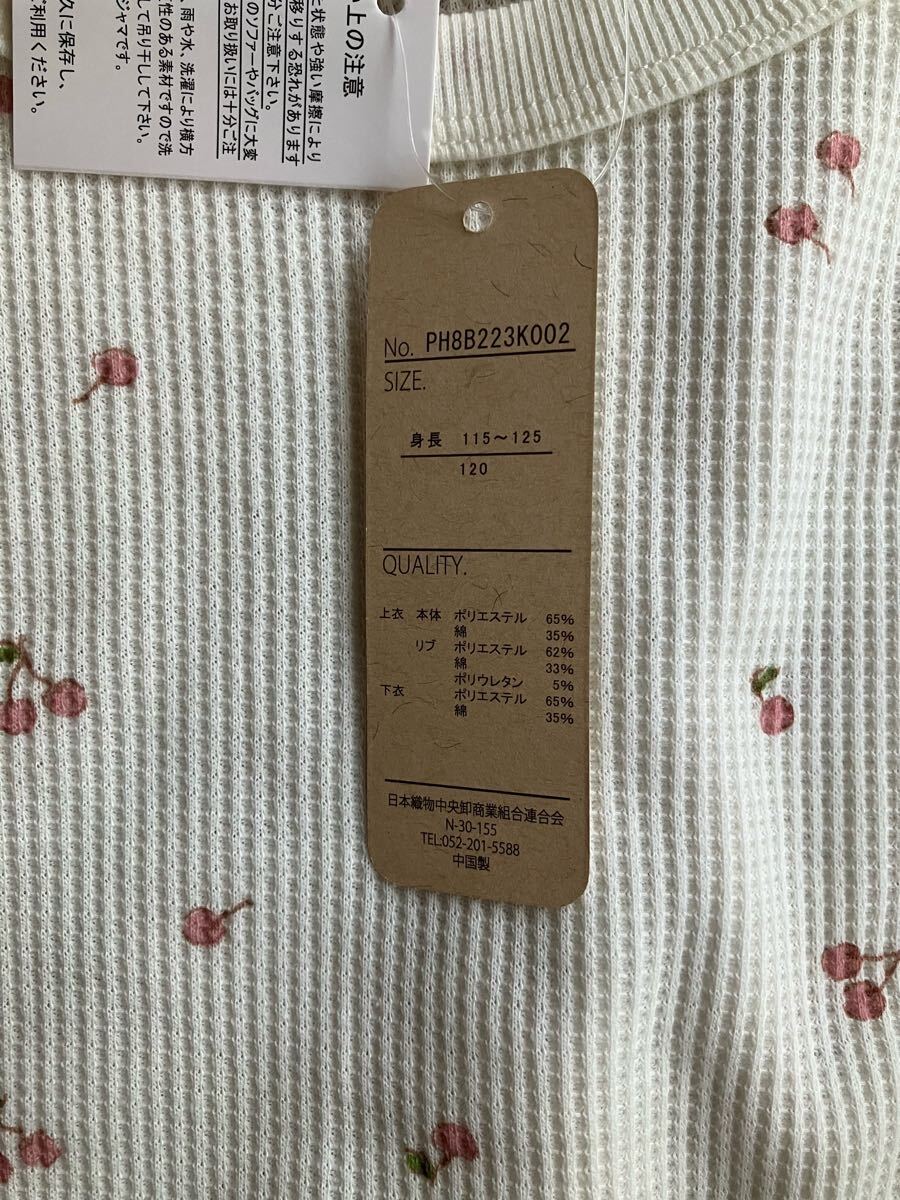 上の注意
状態や強い摩擦により
移りする恐れがあります
ご注意下さい。
のソファーやバッグに大変
お取り扱いには十分ご注
雨や水、洗濯により横方
性のある素材ですので洗
して吊り干しして下さい。
ジャマです。
久に保存し、
ご利用ください。
No. PH8B223K002
SIZE.
身長 115～125
120
QUALITY.
上衣 本体 ポリエステル 65%
綿 35%
リブ ポリエステル 62%
綿 33%
ポリウレタン 5%
下衣 ポリエステル 65%
綿 35%
日本織物中央卸商業組合連合会
N-30-155
TEL:052-201-5588
中国製